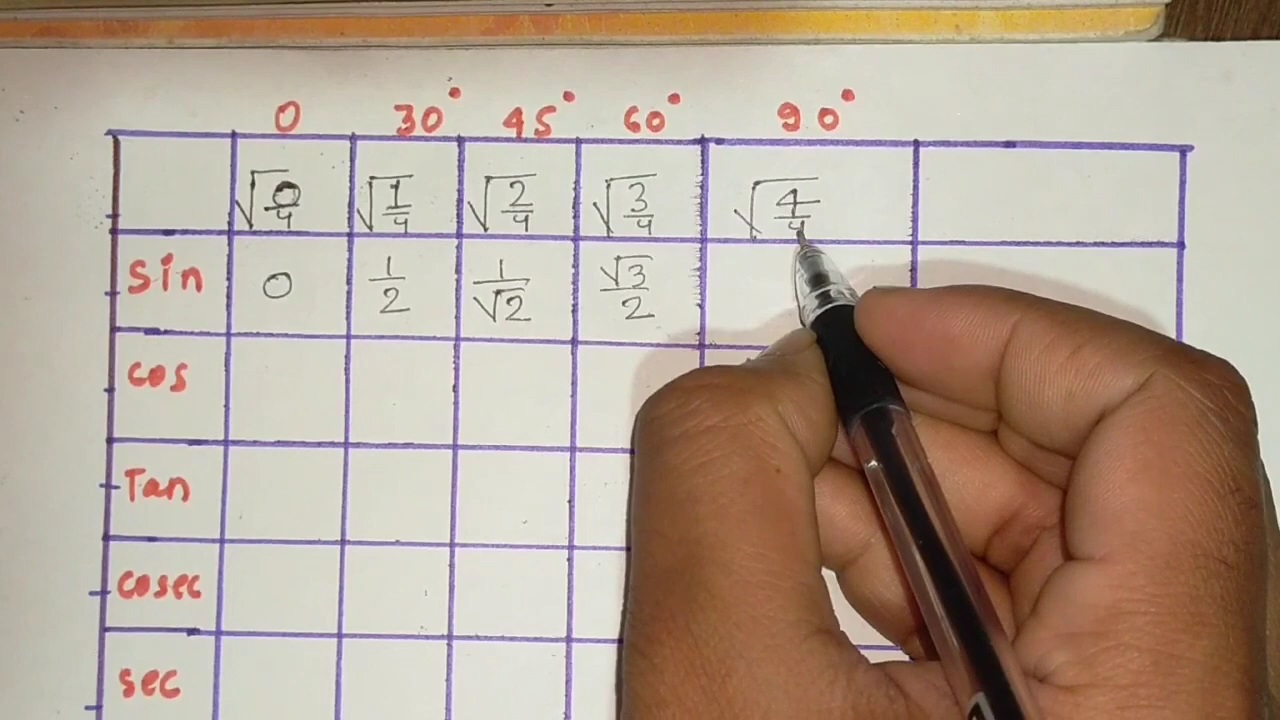 0 30° 45° 60° 90°
√0/4 √1/4 √2/4 √3/4 √4/4
Sin 0 1/2 1/√2 √3/2
cos
Tan
cosec
sec